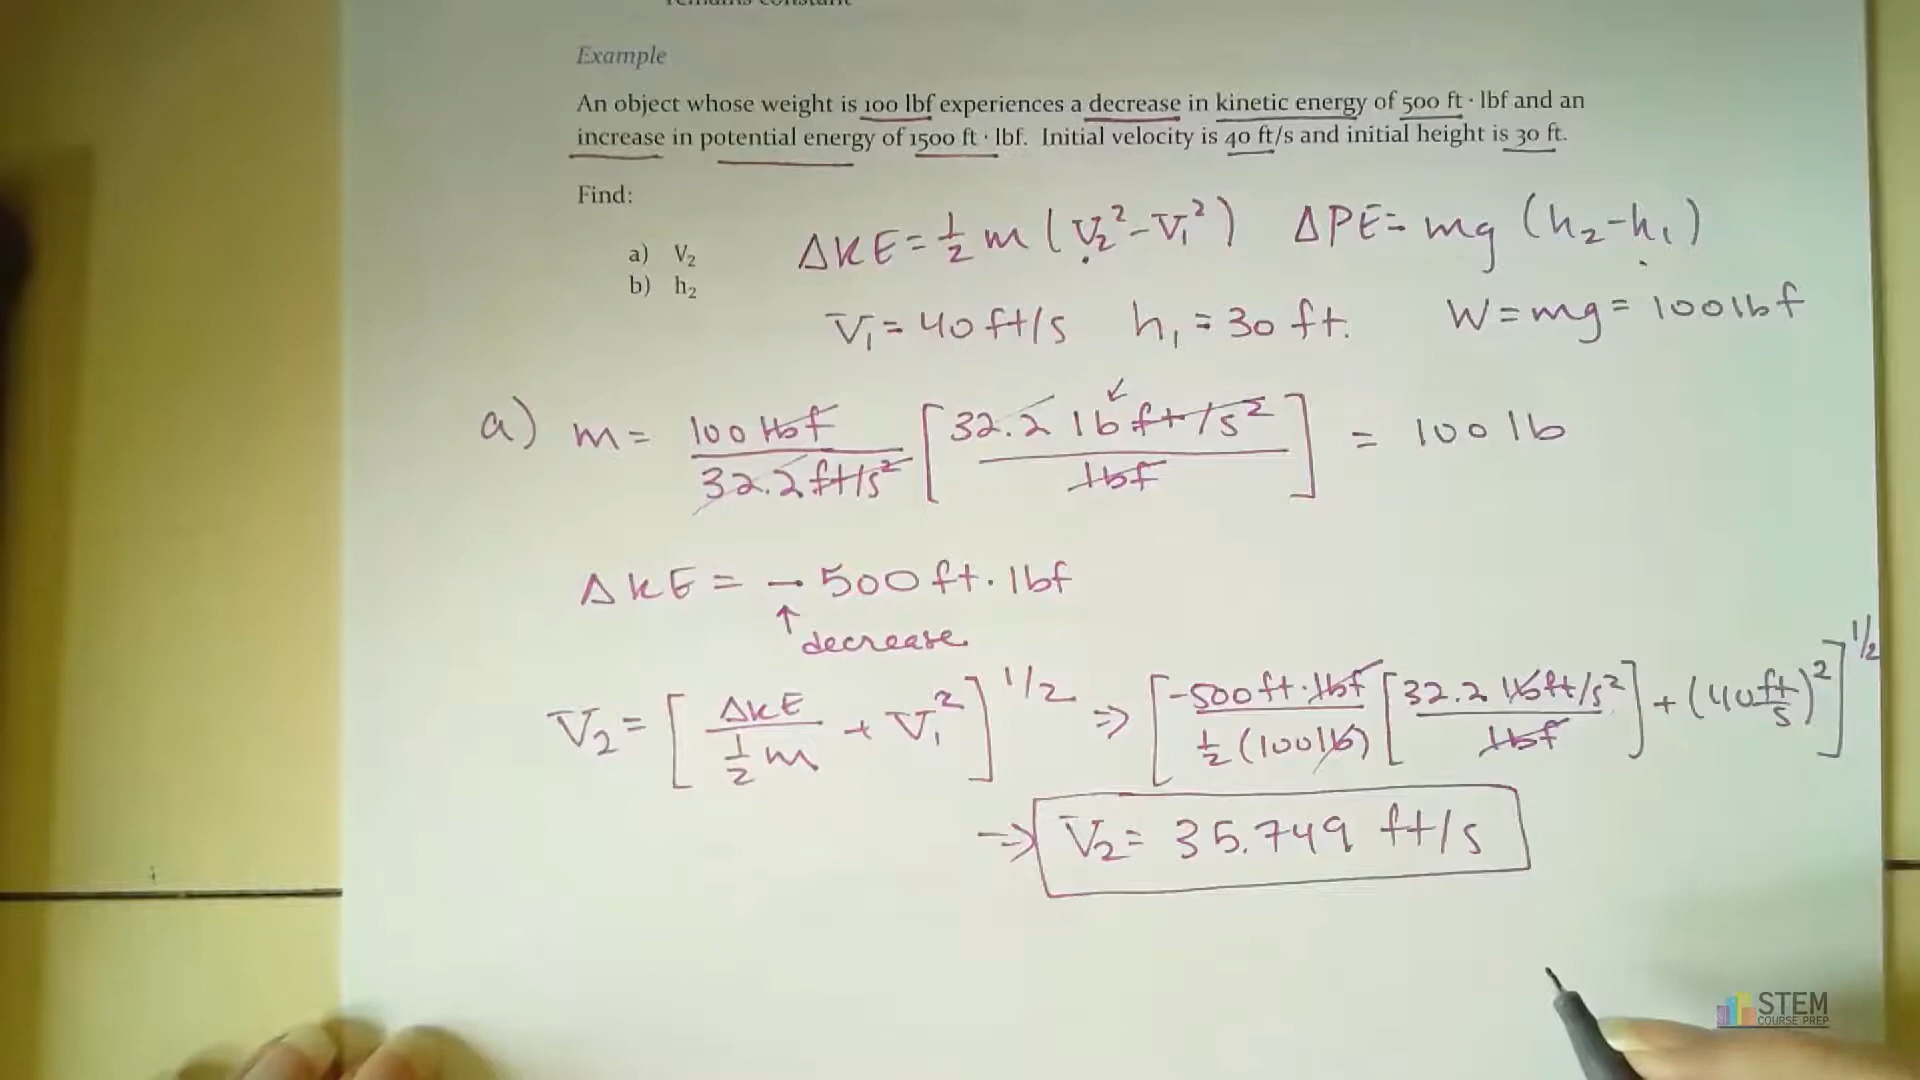 remains constant
Example
An object whose weight is 100 lbf experiences a decrease in kinetic energy of 500 ft · lbf and an
increase in potential energy of 1500 ft · lbf. Initial velocity is 40 ft/s and initial height is 30 ft.
Find:
a) V₂
b) h₂
ΔKE = ½ m (V₂² - V₁²) ΔPE = mg (h₂ - h₁)
V₁ = 40 ft/s h₁ = 30 ft. W = mg = 100 lbf
a) m = 100 lbf / 32.2 ft/s² [32.2 lb ft/s² / lbf] = 100 lb
ΔKE = - 500 ft · lbf
↑ decrease
V₂ = [ΔKE / ½ m + V₁²]^1/2 ⇒ [-500 ft · lbf / ½ (100 lb) [32.2 lb ft/s² / lbf] + (40 ft/s)²]^1/2
⇒ V₂ = 35.749 ft/s
STEM
COURSE PREP